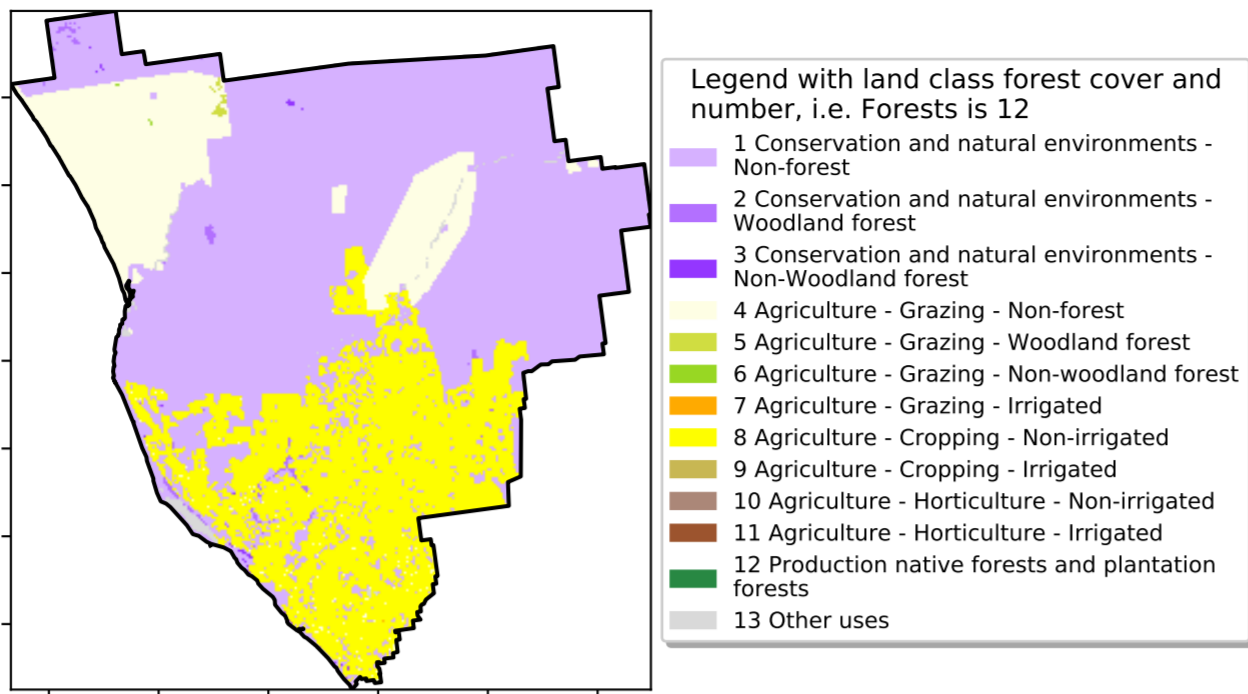 Legend with land class forest cover and
number, i.e. Forests is 12
1 Conservation and natural environments -
Non-forest
2 Conservation and natural environments -
Woodland forest
3 Conservation and natural environments -
Non-Woodland forest
4 Agriculture - Grazing - Non-forest
5 Agriculture - Grazing - Woodland forest
6 Agriculture - Grazing - Non-woodland forest
7 Agriculture - Grazing - Irrigated
8 Agriculture - Cropping - Non-irrigated
9 Agriculture - Cropping - Irrigated
10 Agriculture - Horticulture - Non-irrigated
11 Agriculture - Horticulture - Irrigated
12 Production native forests and plantation
forests
13 Other uses